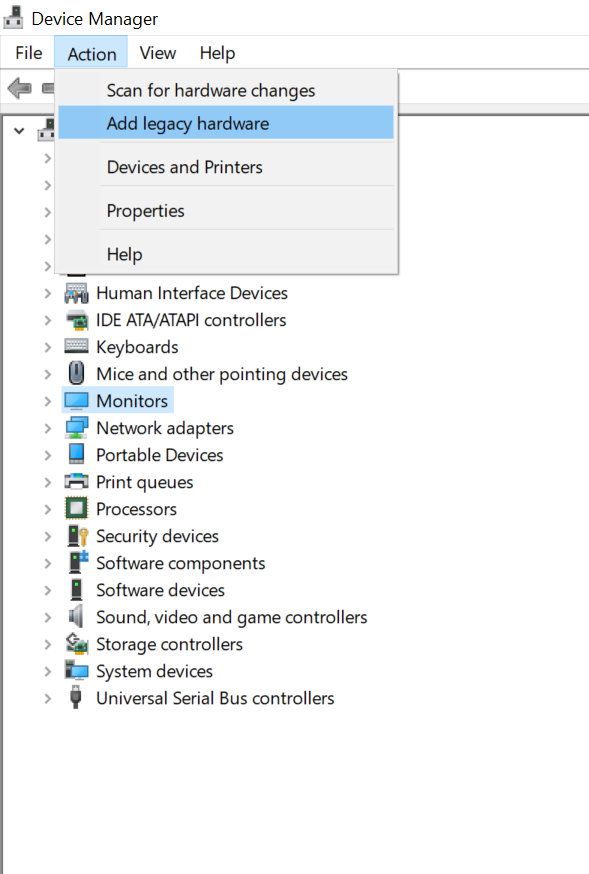 Device Manager
File Action View Help
Scan for hardware changes
Add legacy hardware
Devices and Printers
Properties
Help
Human Interface Devices
IDE ATA/ATAPI controllers
Keyboards
Mice and other pointing devices
Monitors
Network adapters
Portable Devices
Print queues
Processors
Security devices
Software components
Software devices
Sound, video and game controllers
Storage controllers
System devices
Universal Serial Bus controllers